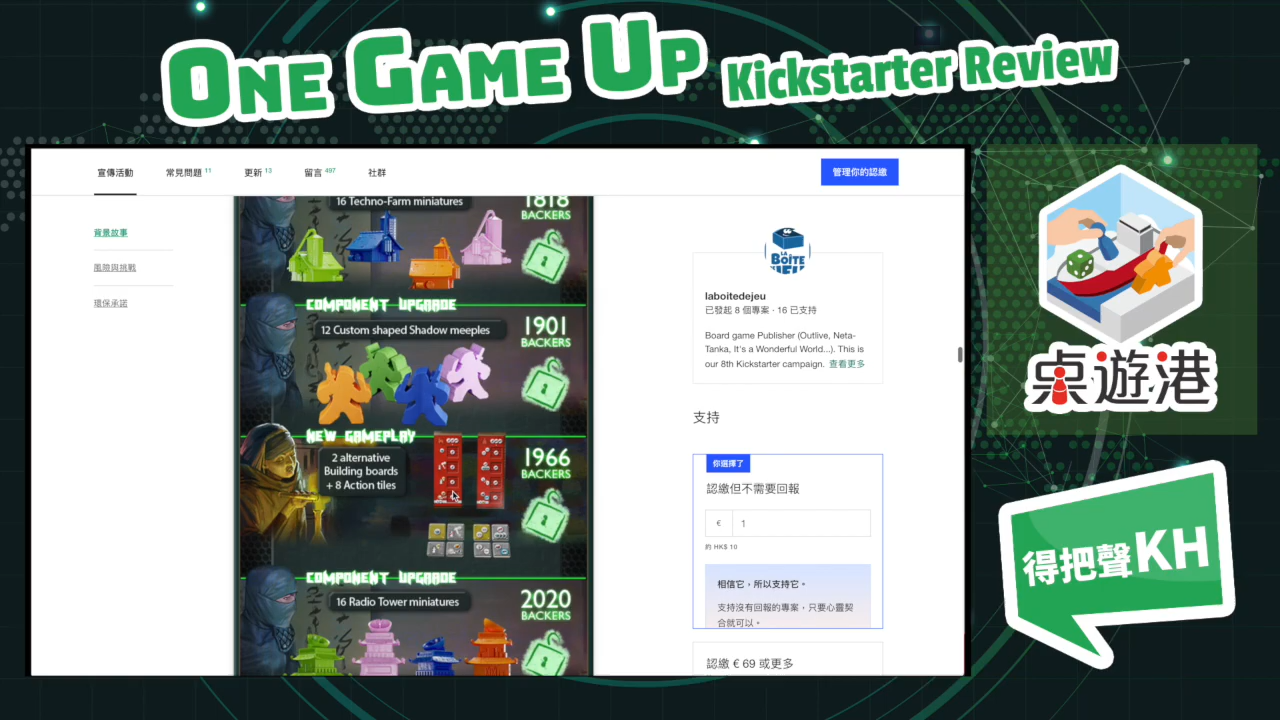 ONE GAME UP Kickstarter Review
宣傳活動
常見問題 11
更新 13
留言 497
社群
管理你的認繳
背景故事
風險與挑戰
環保承諾
16 Techno-Farm miniatures
1818
BACKERS
COMPONENT UPGRADE
12 Custom shaped Shadow meeples
1901
BACKERS
NEW GAMEPLAY
2 alternative
Building boards
+ 8 Action tiles
1966
BACKERS
COMPONENT UPGRADE
16 Radio Tower miniatures
2020
BACKERS
LA
BOITE
JEU
laboitedejeu
已發起 8 個專案 · 16 已支持
Board game Publisher (Outlive, Neta-
Tanka, It's a Wonderful World...). This is
our 8th Kickstarter campaign. 查看更多
支持
你選擇了
認繳但不需要回報
€ 1
約 HK$ 10
相信它，所以支持它。
支持沒有回報的專案，只要心靈契
合就可以。
認繳 € 69 或更多
桌遊港
得把聲KH